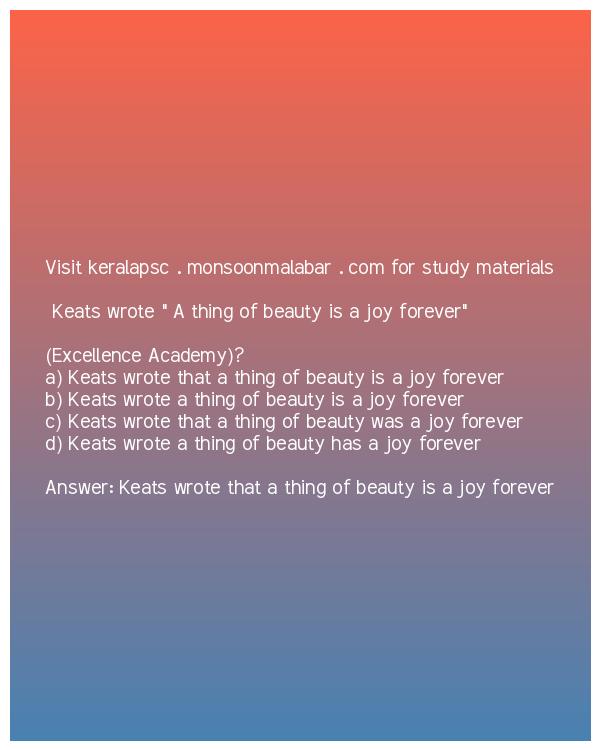 Visit keralapsc .monsoonmalabar .com for study materials
Keats wrote " A thing of beauty is a joy forever"
(Excellence Academy)?
a) Keats wrote that a thing of beauty is a joy forever
b) Keats wrote a thing of beauty is a joy forever
c) Keats wrote that a thing of beauty was a joy forever
d) Keats wrote a thing of beauty has a joy forever
Answer: Keats wrote that a thing of beauty is a joy forever